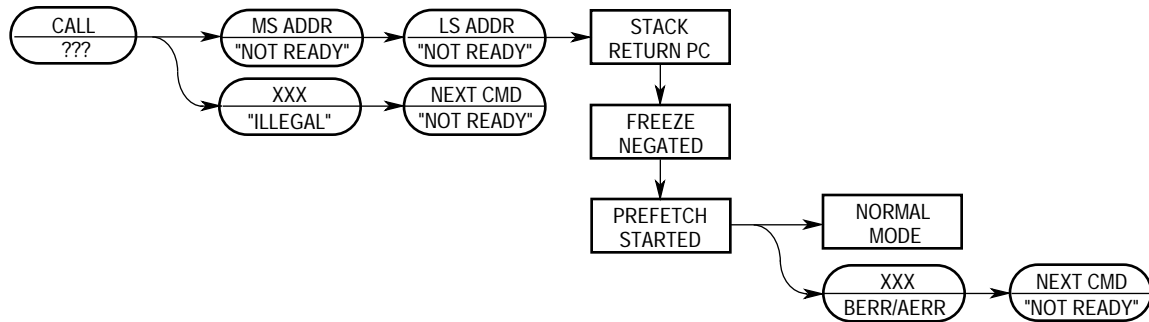 CALL
???
MS ADDR
"NOT READY"
LS ADDR
"NOT READY"
STACK
RETURN PC
XXX
"ILLEGAL"
NEXT CMD
"NOT READY"
FREEZE
NEGATED
PREFETCH
STARTED
NORMAL
MODE
XXX
BERR/AERR
NEXT CMD
"NOT READY"